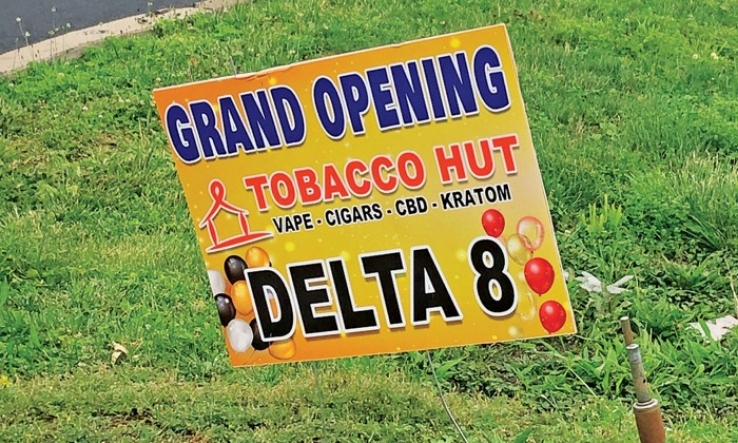 GRAND OPENING
TOBACCO HUT
VAPE - CIGARS - CBD - KRATOM
DELTA 8